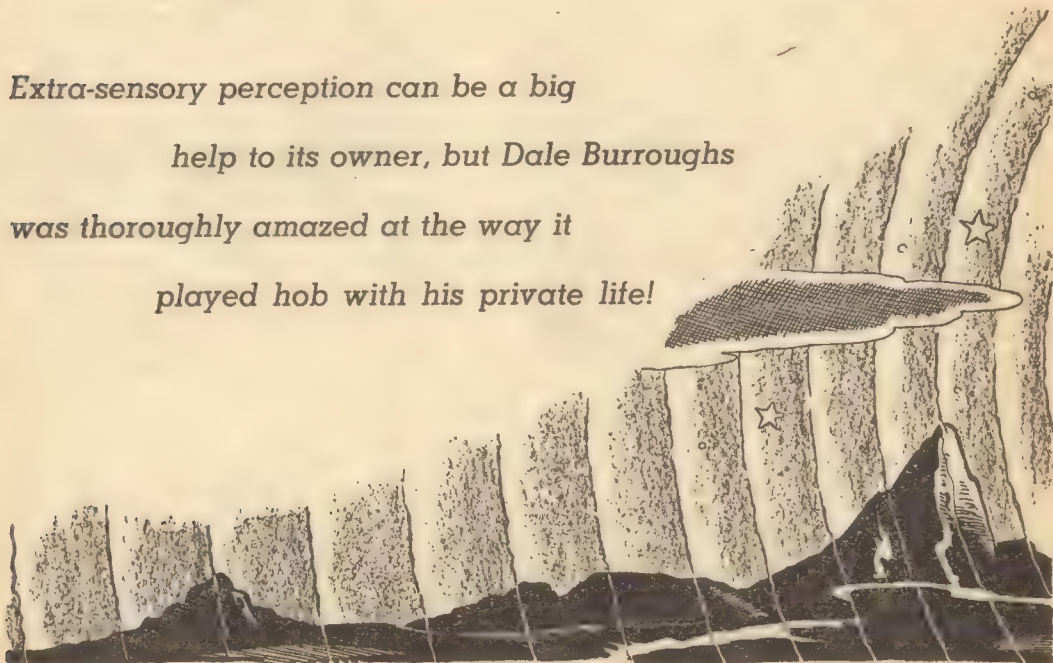 Extra-sensory perception can be a big
help to its owner, but Dale Burroughs
was thoroughly amazed at the way it
played hob with his private life!